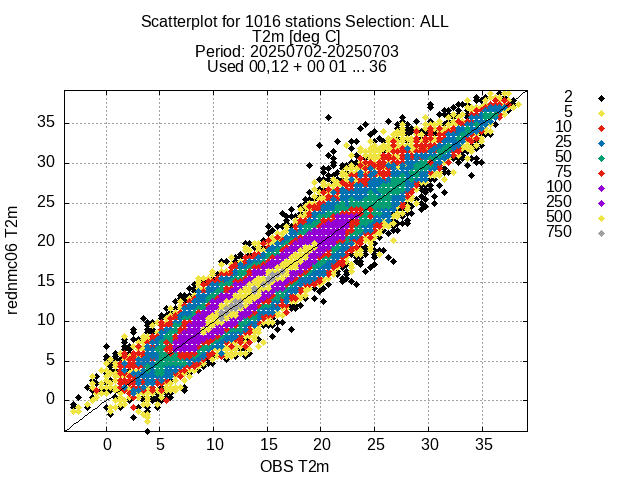 Scatterplot for 1016 stations Selection: ALL
T2m [deg C]
Period: 20250702-20250703
Used 00,12 + 00 01 ... 36
2
5
10
25
50
75
100
250
500
750
rednmc06 T2m
35
30
25
20
15
10
5
0
0 5 10 15 20 25 30 35
OBS T2m